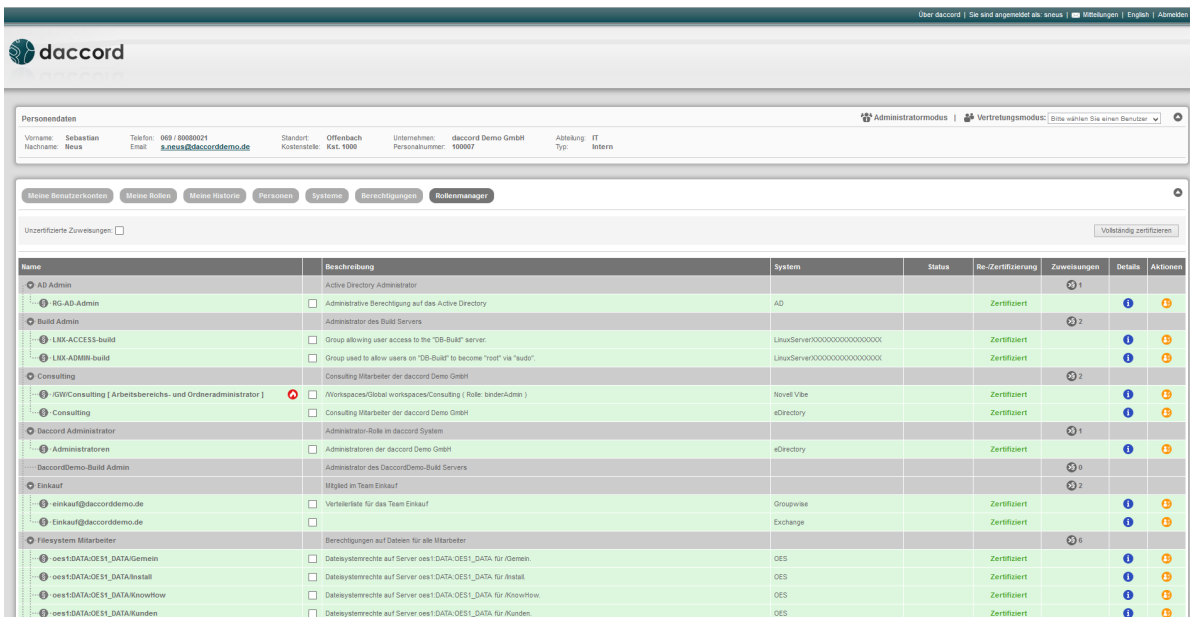 Über daccord | Sie sind angemeldet als: sneus | Mitteilungen | English | Abmelden
daccord
Personendaten Administratormodus | Vertretungsmodus: Bitte wählen Sie einen Benutzer
Vorname: Sebastian Telefon: 069 / 80080021 Standort: Offenbach Unternehmen: daccord Demo GmbH Abteilung: IT
Nachname: Neus Email: s.neus@daccorddemo.de Kostenstelle: Kst. 1000 Personalnummer: 100007 Typ: Intern
Meine Benutzerkonten Meine Rollen Meine Historie Personen Systeme Berechtigungen Rollenmanager
Unzertifizierte Zuweisungen: Vollständig zertifizieren
Name Beschreibung System Status Re-/Zertifizierung Zuweisungen Details Aktionen
AD Admin Active Directory Administrator 1
RG-AD-Admin Administrative Berechtigung auf das Active Directory AD Zertifiziert
Build Admin Administrator des Build Servers 2
LNX-ACCESS-build Group allowing user access to the "DB-Build" server. LinuxServerXXXXXXXXXXXXXXXX Zertifiziert
LNX-ADMIN-build Group used to allow users on "DB-Build" to become "root" via "sudo". LinuxServerXXXXXXXXXXXXXXXX Zertifiziert
Consulting Consulting Mitarbeiter der daccord Demo GmbH 2
/GW/Consulting [ Arbeitsbereichs- und Ordneradministrator ] /Workspaces/Global workspaces/Consulting ( Rolle: binderAdmin ) Novell Vibe Zertifiziert
Consulting Consulting Mitarbeiter der daccord Demo GmbH eDirectory Zertifiziert
Daccord Administrator Administrator-Rolle im daccord System 1
Administratoren Administratoren der daccord Demo GmbH eDirectory Zertifiziert
DaccordDemo-Build Admin Administrator des DaccordDemo-Build Servers 0
Einkauf Mitglied im Team Einkauf 2
einkauf@daccorddemo.de Verteilerliste für das Team Einkauf Groupwise Zertifiziert
Einkauf@daccorddemo.de Exchange Zertifiziert
Filesystem Mitarbeiter Berechtigungen auf Dateien für alle Mitarbeiter 6
oes1:DATA:OES1_DATA/Gemein Dateisystemrechte auf Server oes1:DATA:OES1_DATA für /Gemein. OES Zertifiziert
oes1:DATA:OES1_DATA/Install Dateisystemrechte auf Server oes1:DATA:OES1_DATA für /Install. OES Zertifiziert
oes1:DATA:OES1_DATA/KnowHow Dateisystemrechte auf Server oes1:DATA:OES1_DATA für /KnowHow. OES Zertifiziert
oes1:DATA:OES1_DATA/Kunden Dateisystemrechte auf Server oes1:DATA:OES1_DATA für /Kunden. OES Zertifiziert